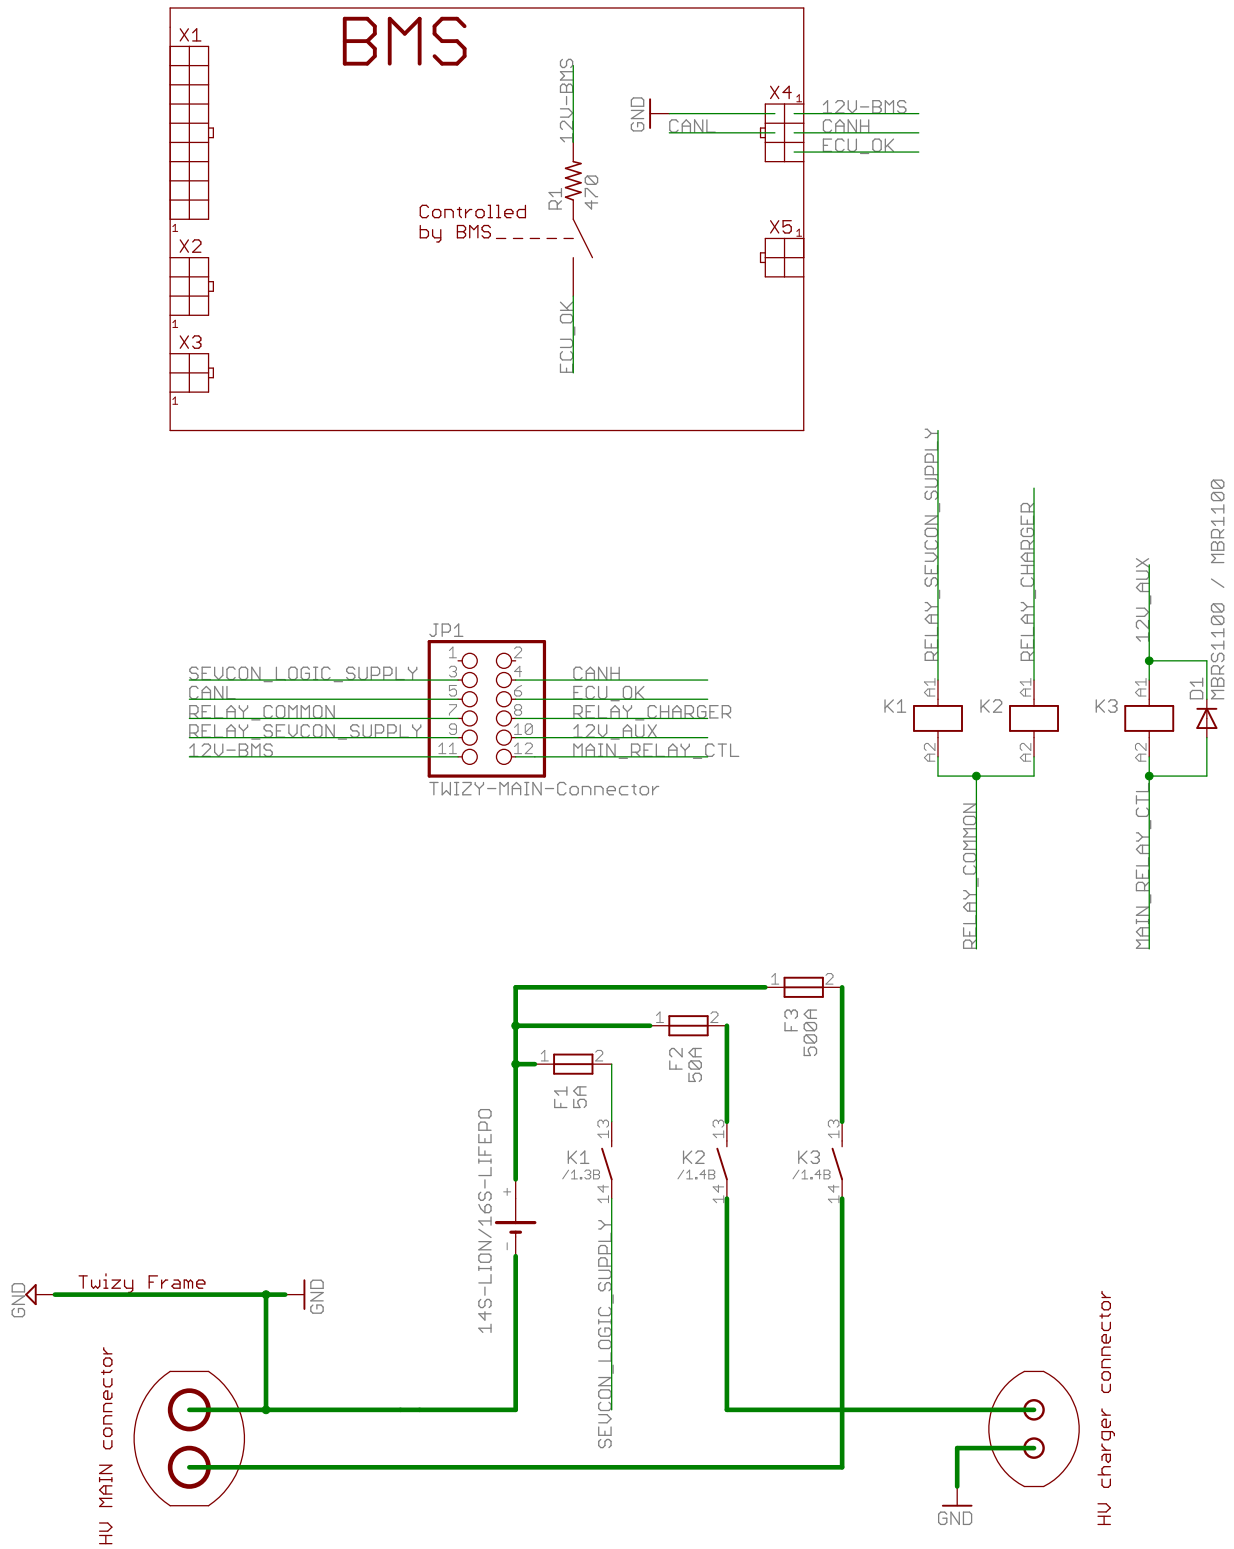 BMS
X1
1
X2
1
X3
1
12V-BMS
R1
470
Controlled
by BMS
ECU_OK
GND
CANL
X4
1
12V-BMS
CANH
ECU_OK
X5
1
JP1
1
2
SEVCON_LOGIC_SUPPLY
3
4
CANH
CANL
5
6
ECU_OK
RELAY_COMMON
7
8
RELAY_CHARGER
RELAY_SEVCON_SUPPLY
9
10
12V_AUX
12V-BMS
11
12
MAIN_RELAY_CTL
TWIZY-MAIN-Connector
RELAY_SEVCON_SUPPLY
RELAY_CHARGER
12V_AUX
MBRS1100 / MBR1100
D1
K1
A1
A2
K2
A1
A2
K3
A1
A2
RELAY_COMMON
MAIN_RELAY_CTL
1
2
F3
500A
1
2
F2
50A
1
2
F1
5A
14S-LION/16S-LIFEPO
+
-
13
K1
/1.3B
14
13
K2
/1.4B
14
13
K3
/1.4B
14
SEVCON_LOGIC_SUPPLY
GND
Twizy Frame
GND
HV MAIN connector
HV charger connector
GND